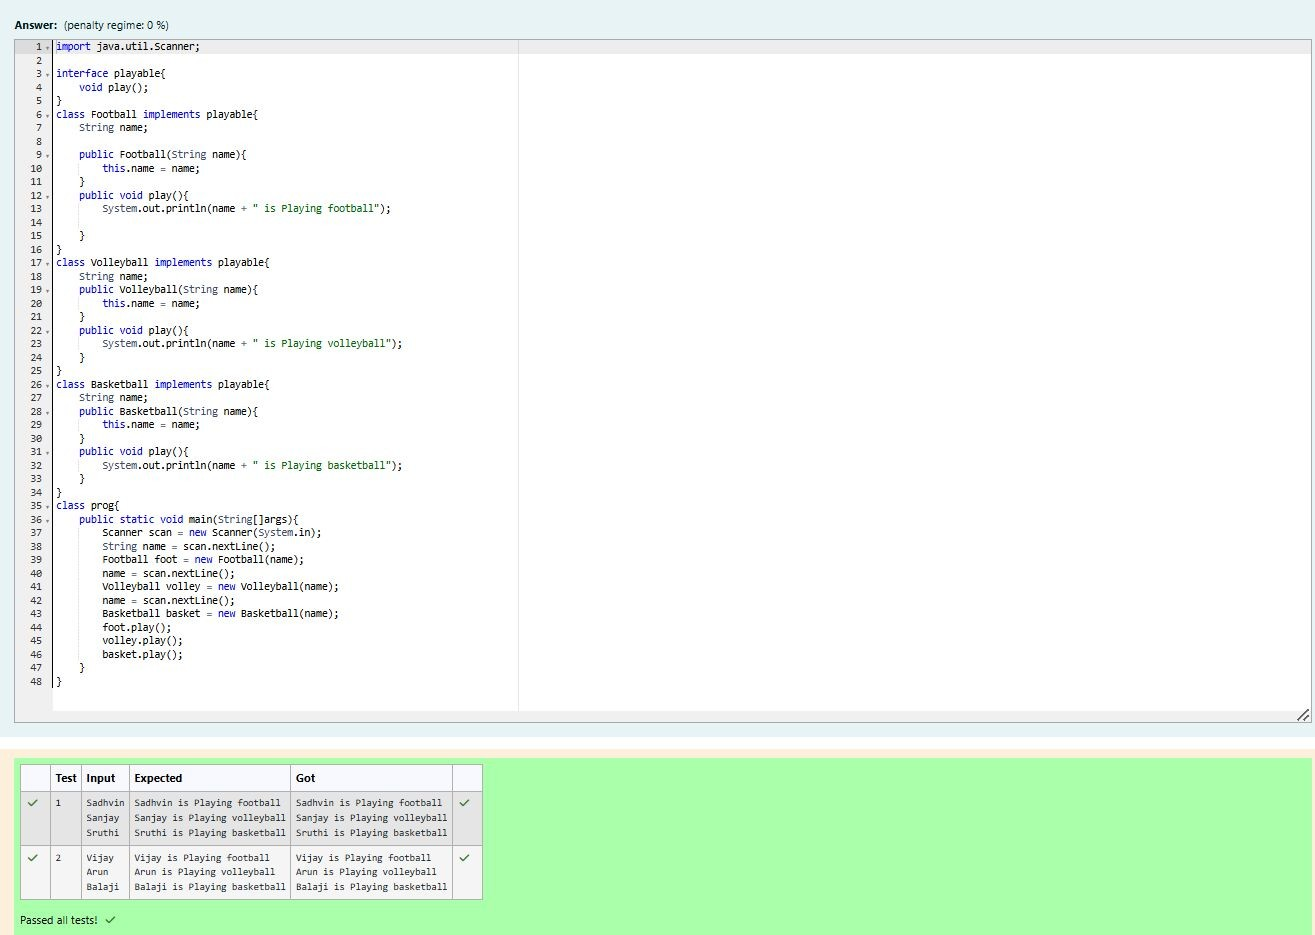 Answer: (penalty regime: 0 %)
1 import java.util.Scanner;
2
3 interface playable{
4     void play();
5 }
6 class Football implements playable{
7     String name;
8
9     public Football(String name){
10         this.name = name;
11     }
12     public void play(){
13         System.out.println(name + " is Playing football");
14
15     }
16 }
17 class Volleyball implements playable{
18     String name;
19     public Volleyball(String name){
20         this.name = name;
21     }
22     public void play(){
23         System.out.println(name + " is Playing volleyball");
24     }
25 }
26 class Basketball implements playable{
27     String name;
28     public Basketball(String name){
29         this.name = name;
30     }
31     public void play(){
32         System.out.println(name + " is Playing basketball");
33     }
34 }
35 class prog{
36     public static void main(String[]args){
37         Scanner scan = new Scanner(System.in);
38         String name = scan.nextLine();
39         Football foot = new Football(name);
40         name = scan.nextLine();
41         Volleyball volley = new Volleyball(name);
42         name = scan.nextLine();
43         Basketball basket = new Basketball(name);
44         foot.play();
45         volley.play();
46         basket.play();
47     }
48 }
Test Input Expected Got
1 Sadhvin Sadhvin is Playing football Sadhvin is Playing football
Sanjay Sanjay is Playing volleyball Sanjay is Playing volleyball
Sruthi Sruthi is Playing basketball Sruthi is Playing basketball
2 Vijay Vijay is Playing football Vijay is Playing football
Arun Arun is Playing volleyball Arun is Playing volleyball
Balaji Balaji is Playing basketball Balaji is Playing basketball
Passed all tests!